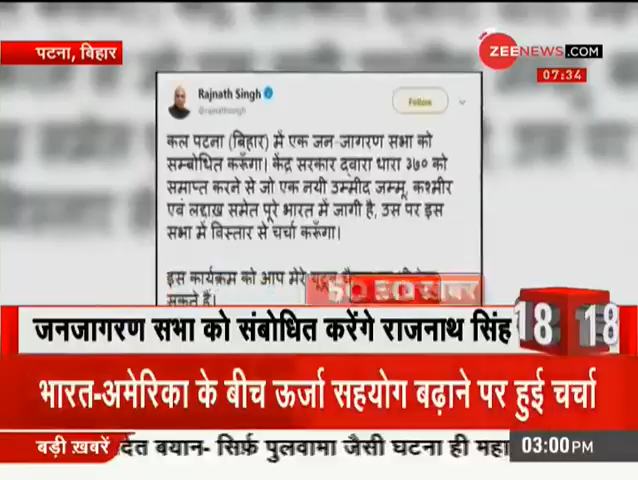 पटना, बिहार
ZEENEWS.COM
07:34
Rajnath Singh
@rajnathsingh
Follow
कल पटना (बिहार) में एक जन-जागरण सभा को
सम्बोधित करूँगा। केंद्र सरकार द्वारा धारा ३७० को
समाप्त करने से जो एक नयी उम्मीद जम्मू, कश्मीर
एवं लद्दाख समेत पूरे भारत में जागी है, उस पर इस
सभा में विस्तार से चर्चा करूँगा।
इस कार्यक्रम को आप मेरे
सकते हैं।
जनजागरण सभा को संबोधित करेंगे राजनाथ सिंह
18 18
भारत-अमेरिका के बीच ऊर्जा सहयोग बढ़ाने पर हुई चर्चा
बड़ी ख़बरें
बयान- सिर्फ़ पुलवामा जैसी घटना ही
03:00 PM